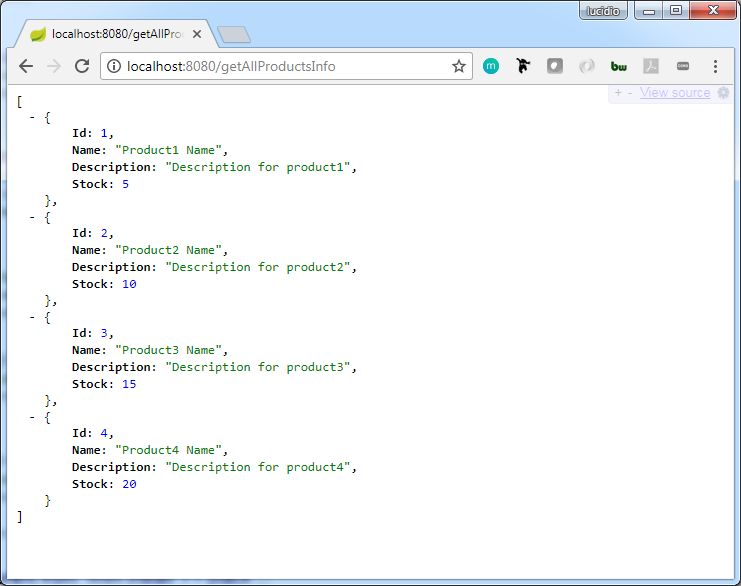 lucidio
localhost:8080/getAllPro
localhost:8080/getAllProductsInfo
m
bw
+ - View source
[
- {
Id: 1,
Name: "Product1 Name",
Description: "Description for product1",
Stock: 5
},
- {
Id: 2,
Name: "Product2 Name",
Description: "Description for product2",
Stock: 10
},
- {
Id: 3,
Name: "Product3 Name",
Description: "Description for product3",
Stock: 15
},
- {
Id: 4,
Name: "Product4 Name",
Description: "Description for product4",
Stock: 20
}
]